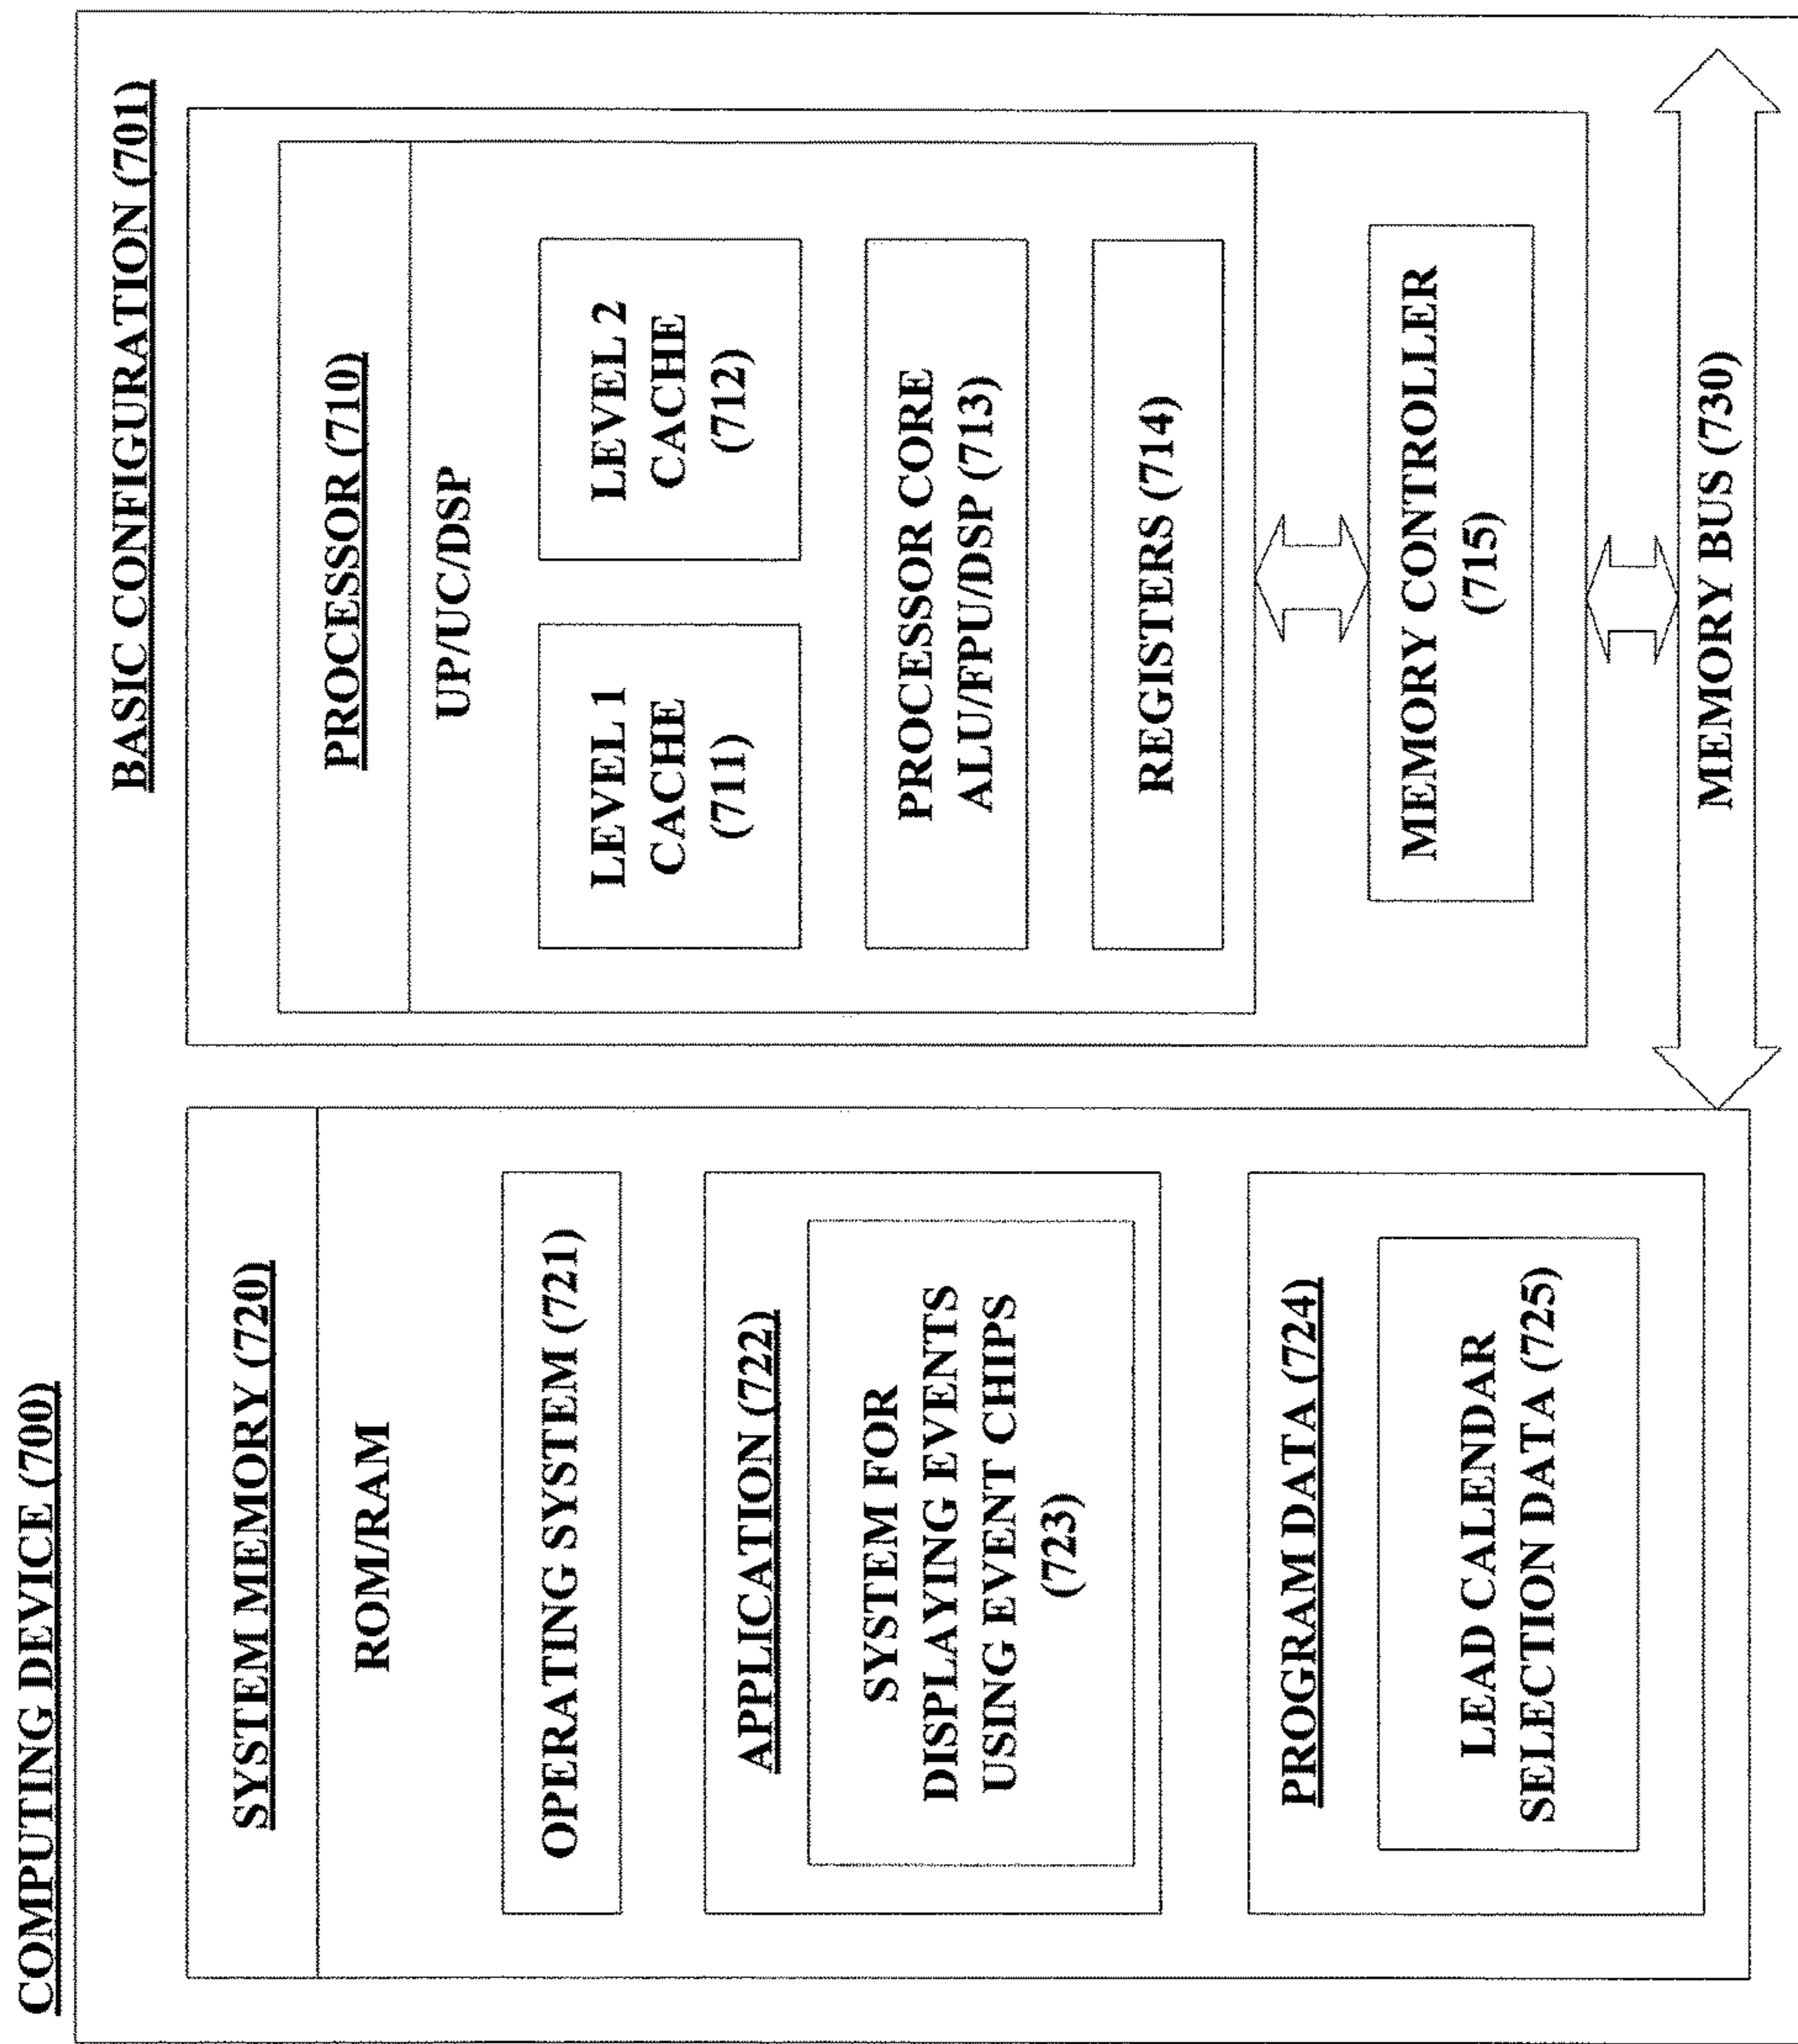 COMPUTING DEVICE (700)
BASIC CONFIGURATION (701)
SYSTEM MEMORY (720)
ROM/RAM
OPERATING SYSTEM (721)
APPLICATION (722)
SYSTEM FOR
DISPLAYING EVENTS
USING EVENT CHIPS
(723)
PROGRAM DATA (724)
LEAD CALENDAR
SELECTION DATA (725)
PROCESSOR (710)
UP/UC/DSP
LEVEL 1
CACHE
(711)
LEVEL 2
CACHE
(712)
PROCESSOR CORE
ALU/FPU/DSP (713)
REGISTERS (714)
MEMORY CONTROLLER
(715)
MEMORY BUS (730)